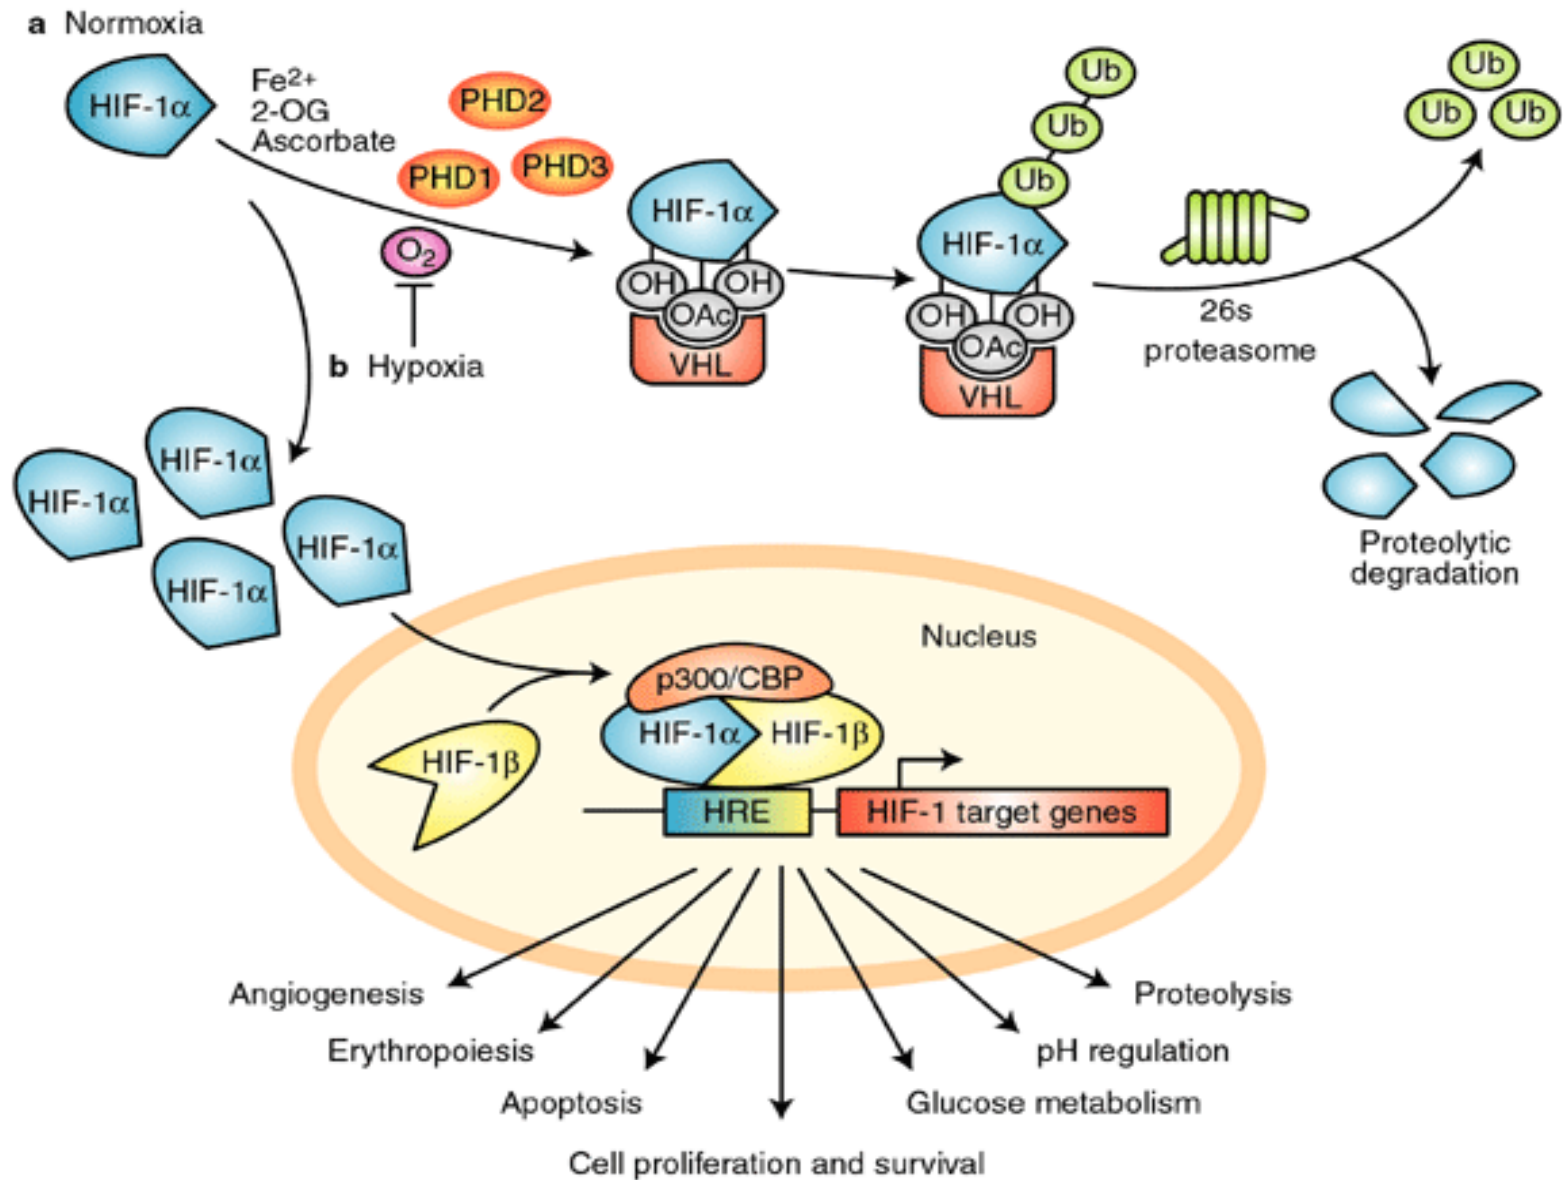 a Normoxia
HIF-1α
Fe2+
2-OG
Ascorbate
PHD2
PHD1
PHD3
O2
HIF-1α
OH
OH
OAc
VHL
Ub
Ub
Ub
HIF-1α
OH
OH
OAc
VHL
26s
proteasome
Ub
Ub
Ub
Proteolytic
degradation
b Hypoxia
HIF-1α
HIF-1α
HIF-1α
HIF-1α
Nucleus
p300/CBP
HIF-1α
HIF-1β
HIF-1β
HRE
HIF-1 target genes
Angiogenesis
Erythropoiesis
Apoptosis
Cell proliferation and survival
Glucose metabolism
pH regulation
Proteolysis